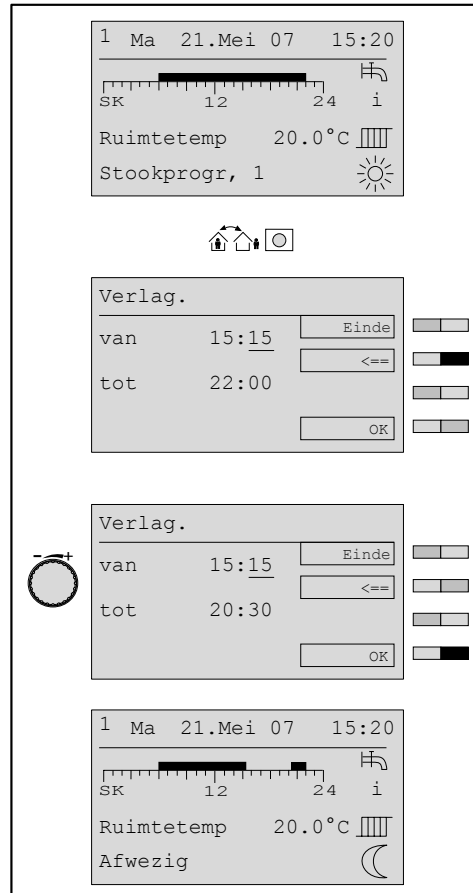 1 Ma 21.Mei 07 15:20
SK 12 24 i
Ruimtetemp 20.0°C
Stookprogr, 1
Verlag.
Einde
van 15:15
<==
tot 22:00
OK
Verlag.
- +
Einde
van 15:15
<==
tot 20:30
OK
1 Ma 21.Mei 07 15:20
SK 12 24 i
Ruimtetemp 20.0°C
Afwezig